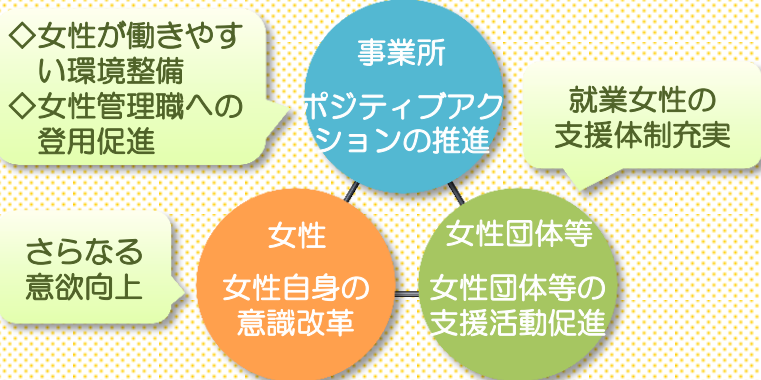 ◇女性が働きやす
い環境整備
◇女性管理職への
登用促進
事業所
ポジティブアク
ションの推進
就業女性の
支援体制充実
さらなる
意欲向上
女性
女性自身の
意識改革
女性団体等
女性団体等の
支援活動促進